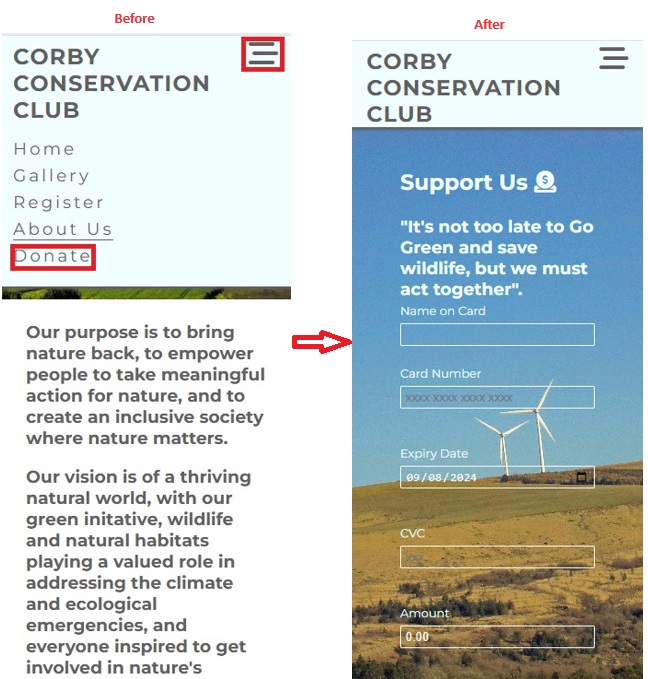 Before
CORBY
CONSERVATION
CLUB
Home
Gallery
Register
About Us
Donate
Our purpose is to bring
nature back, to empower
people to take meaningful
action for nature, and to
create an inclusive society
where nature matters.
Our vision is of a thriving
natural world, with our
green initative, wildlife
and natural habitats
playing a valued role in
addressing the climate
and ecological
emergencies, and
everyone inspired to get
involved in nature's
After
CORBY
CONSERVATION
CLUB
Support Us $
"It's not too late to Go
Green and save
wildlife, but we must
act together".
Name on Card
Card Number
xxxx xxxx xxxx xxxx
Expiry Date
09/08/2024
CVC
Amount
0.00